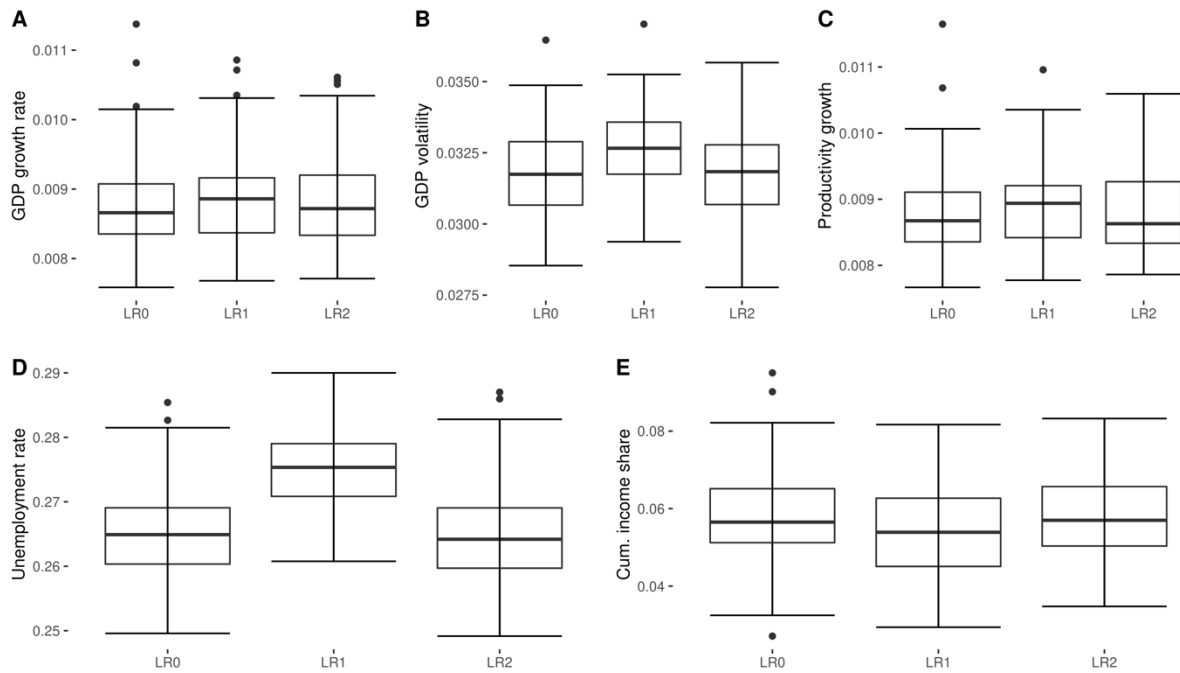 A
GDP growth rate
0.011
0.010
0.009
0.008
LR0 LR1 LR2
B
GDP volatility
0.0350
0.0325
0.0300
0.0275
LR0 LR1 LR2
C
Productivity growth
0.011
0.010
0.009
0.008
LR0 LR1 LR2
D
Unemployment rate
0.29
0.28
0.27
0.26
0.25
LR0 LR1 LR2
E
Cum. income share
0.08
0.06
0.04
LR0 LR1 LR2